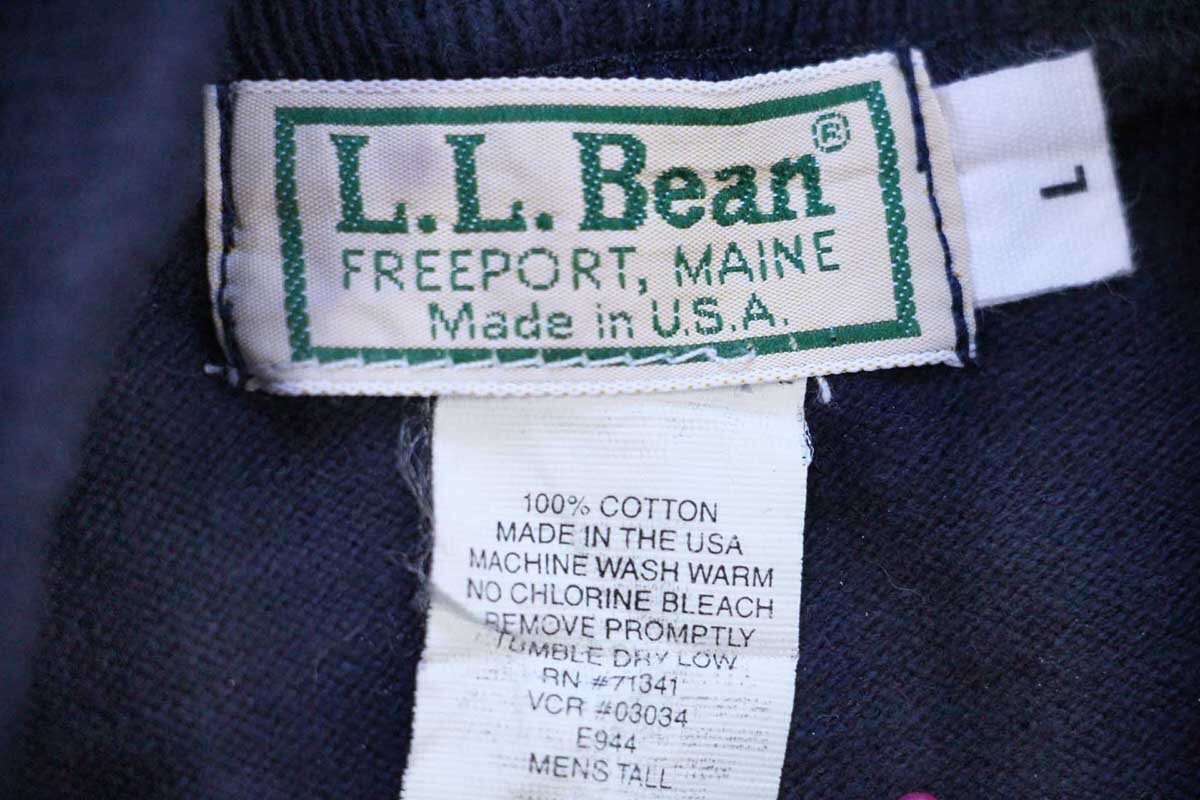 L.L.Bean®
FREEPORT, MAINE
Made in U.S.A.
L
100% COTTON
MADE IN THE USA
MACHINE WASH WARM
NO CHLORINE BLEACH
REMOVE PROMPTLY
TUMBLE DRY LOW
RN #71341
VCR #03034
E944
MENS TALL